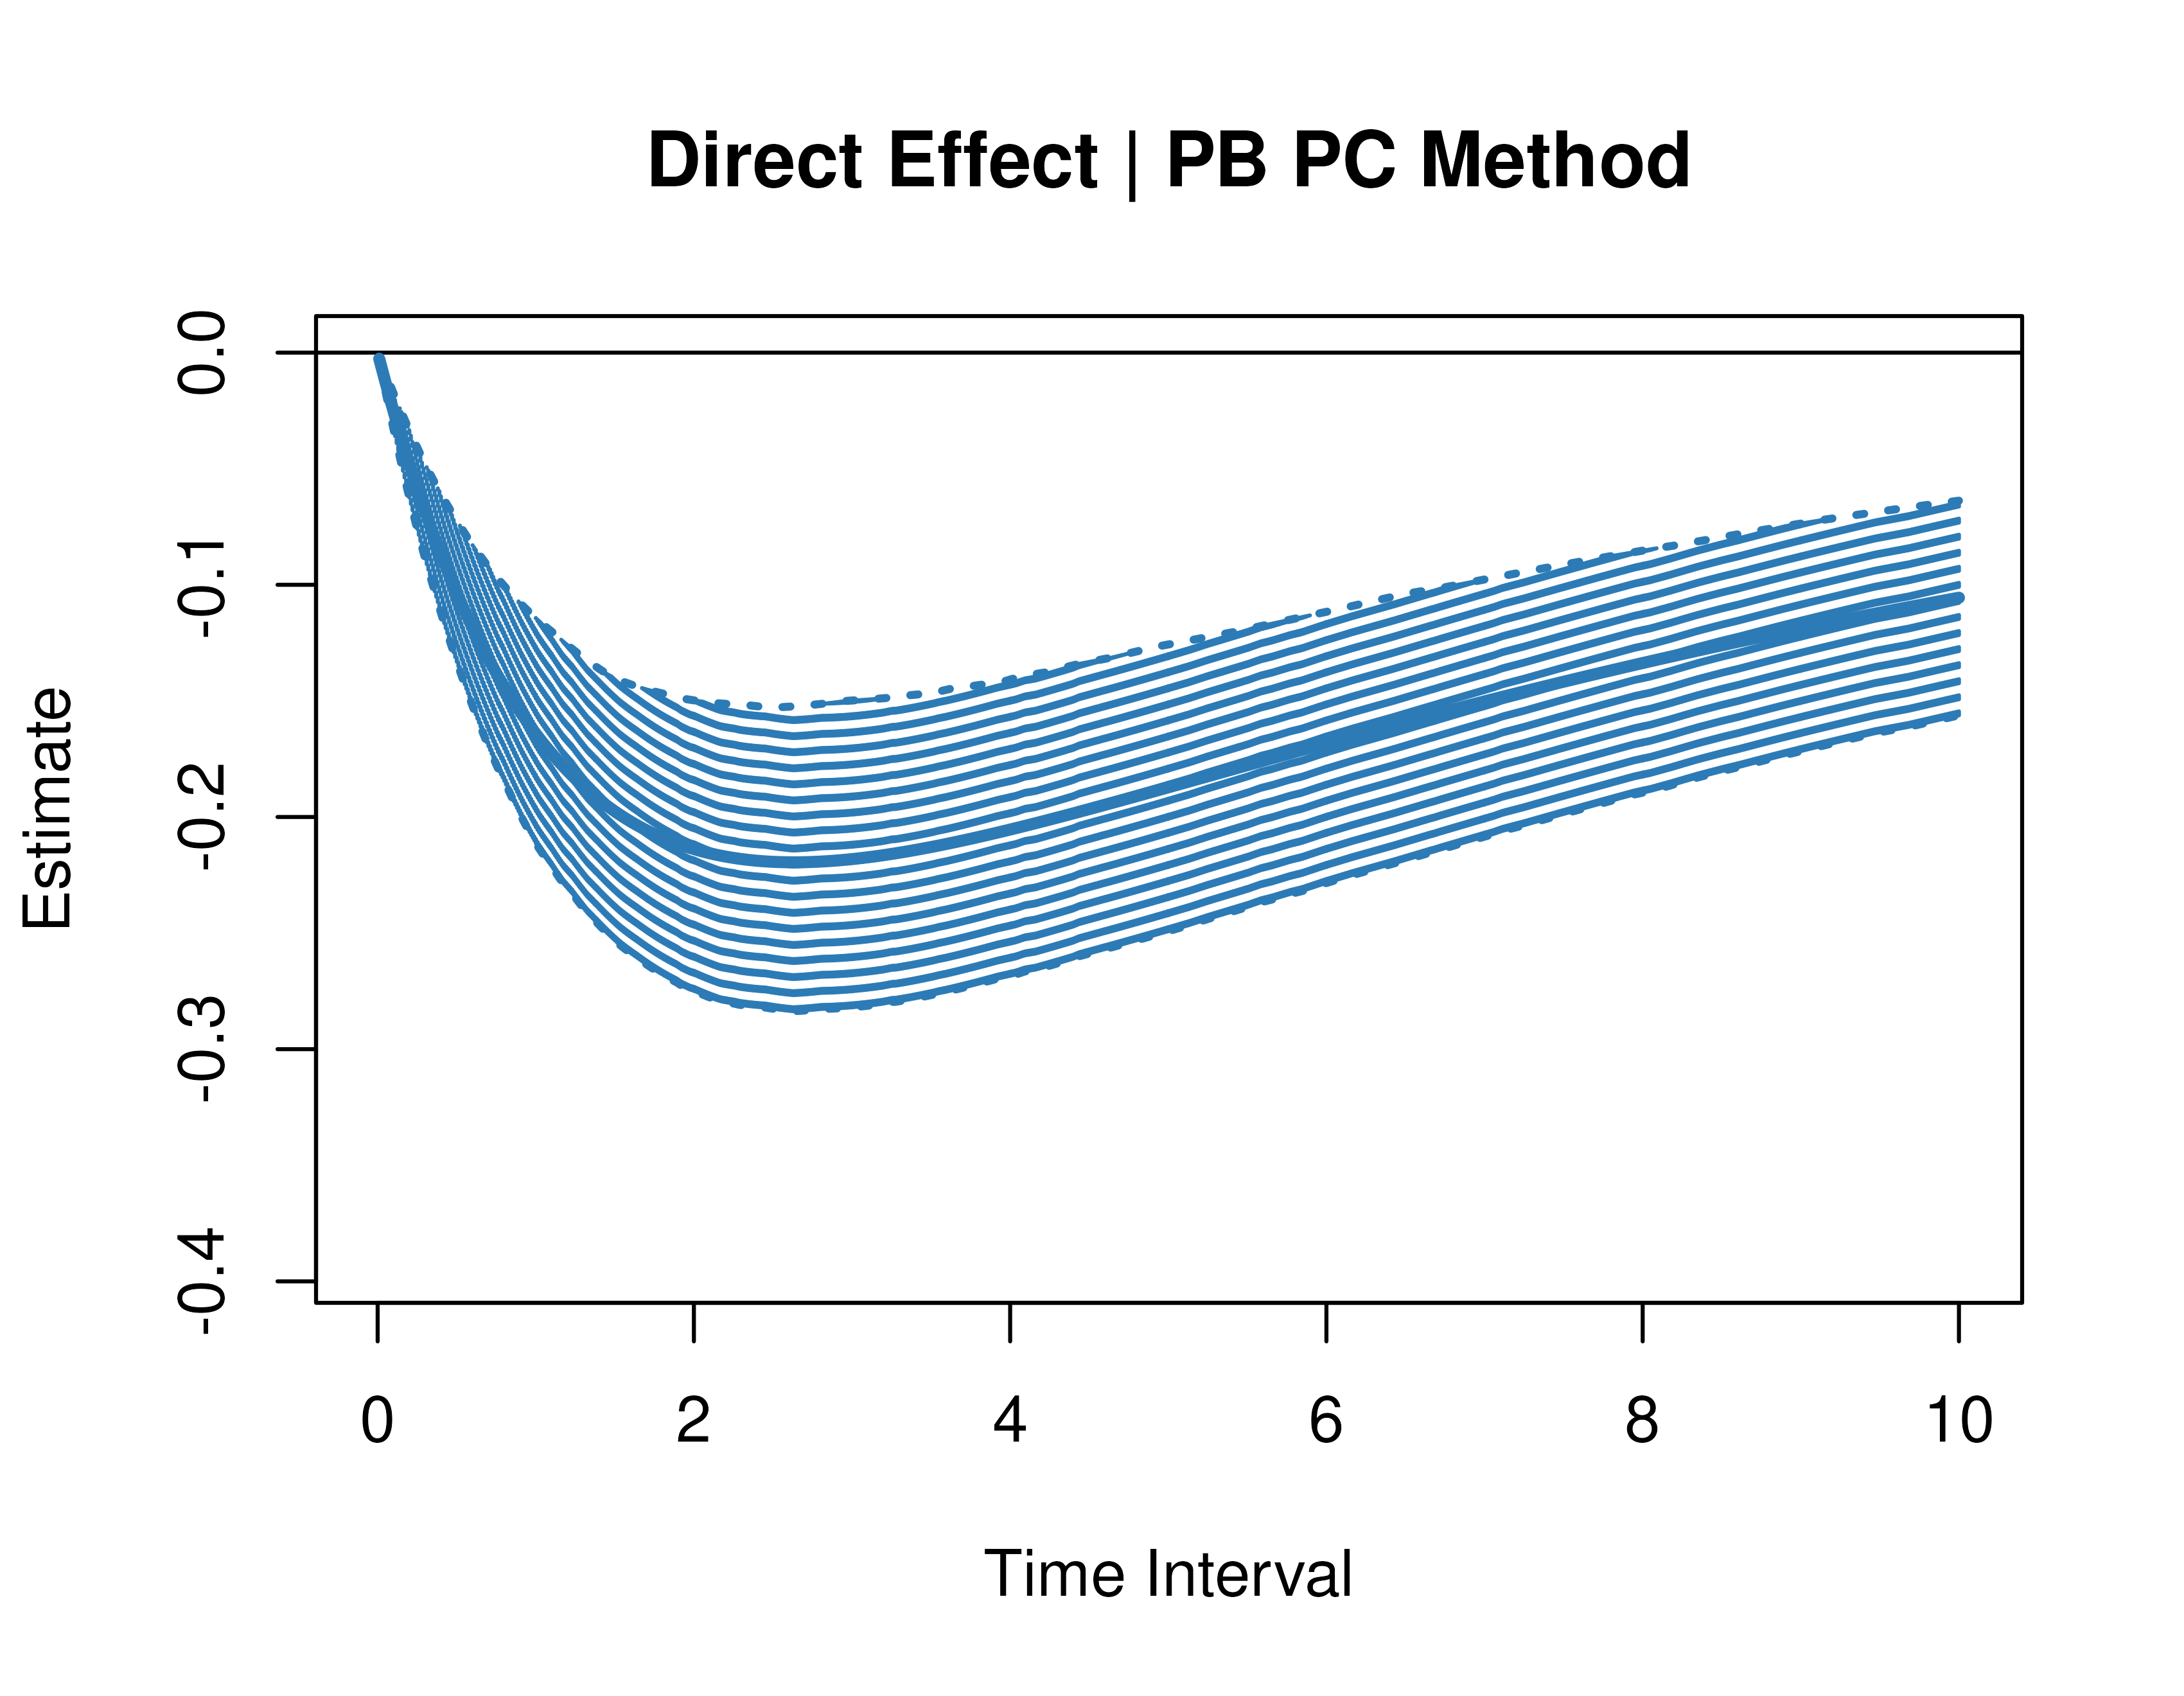 Direct Effect | PB PC Method
Estimate
0.0
-0.1
-0.2
-0.3
-0.4
0 2 4 6 8 10
Time Interval